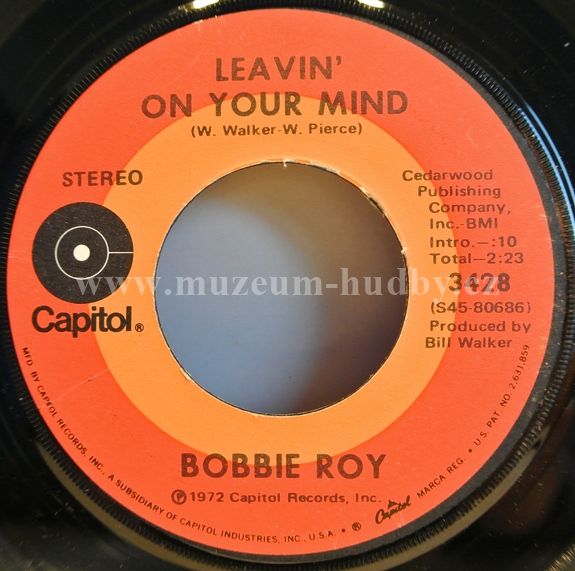 LEAVIN'
ON YOUR MIND
(W. Walker-W. Pierce)
STEREO
Capitol®
Cedarwood
Publishing
Company,
Inc.-BMI
Intro.—:10
Total—2:23
3428
(S45-80686)
Produced by
Bill Walker
www.muzeum-hudby.cz
BOBBIE ROY
℗1972 Capitol Records, Inc.
MFD. BY CAPITOL RECORDS, INC., A SUBSIDIARY OF CAPITOL INDUSTRIES, INC., U.S.A. • ® Capitol MARCA REG. • U.S. PAT. NO. 2,631,859